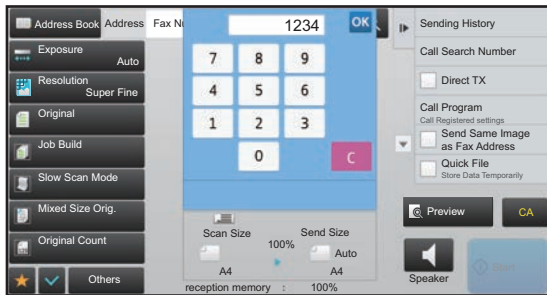 Address Book
Address
Fax Nu
1234
OK
Exposure
Auto
Resolution
Super Fine
Original
Job Build
Slow Scan Mode
Mixed Size Orig.
Original Count
Others
7 8 9
4 5 6
1 2 3
0 C
Scan Size
100%
Send Size
Auto
A4
A4
reception memory : 100%
Sending History
Call Search Number
Direct TX
Call Program
Call Registered settings
Send Same Image
as Fax Address
Quick File
Store Data Temporarily
Preview
CA
Speaker
Start